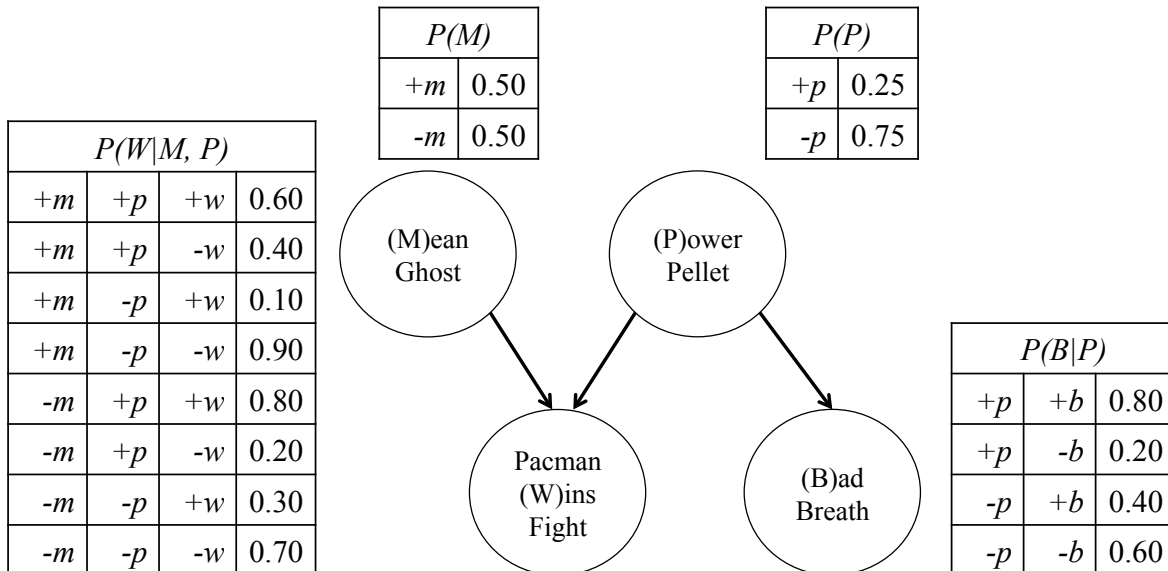 P(M)
+m 0.50
-m 0.50
P(P)
+p 0.25
-p 0.75
P(W|M, P)
+m +p +w 0.60
+m +p -w 0.40
+m -p +w 0.10
+m -p -w 0.90
-m +p +w 0.80
-m +p -w 0.20
-m -p +w 0.30
-m -p -w 0.70
(M)ean
Ghost
(P)ower
Pellet
Pacman
(W)ins
Fight
(B)ad
Breath
P(B|P)
+p +b 0.80
+p -b 0.20
-p +b 0.40
-p -b 0.60